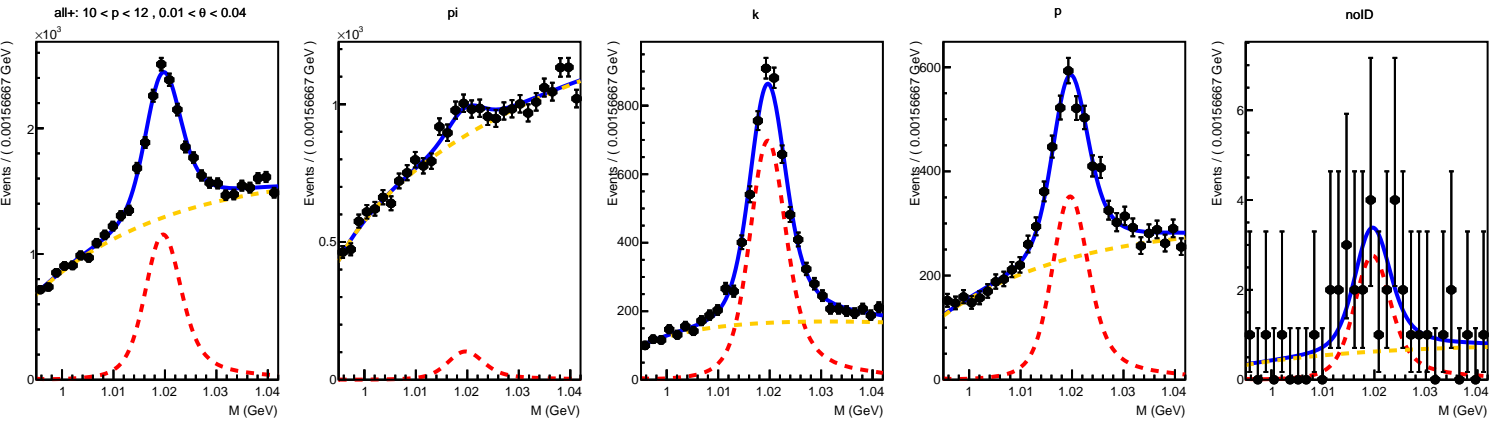 all+: 10 < p < 12 , 0.01 < θ < 0.04
×10³
Events / ( 0.00156667 GeV )
2
1
0
1 1.01 1.02 1.03 1.04
M (GeV)
pi
×10³
Events / ( 0.00156667 GeV )
1
0.5
0
1 1.01 1.02 1.03 1.04
M (GeV)
k
Events / ( 0.00156667 GeV )
800
600
400
200
0
1 1.01 1.02 1.03 1.04
M (GeV)
p
Events / ( 0.00156667 GeV )
600
400
200
0
1 1.01 1.02 1.03 1.04
M (GeV)
noID
Events / ( 0.00156667 GeV )
6
4
2
0
1 1.01 1.02 1.03 1.04
M (GeV)